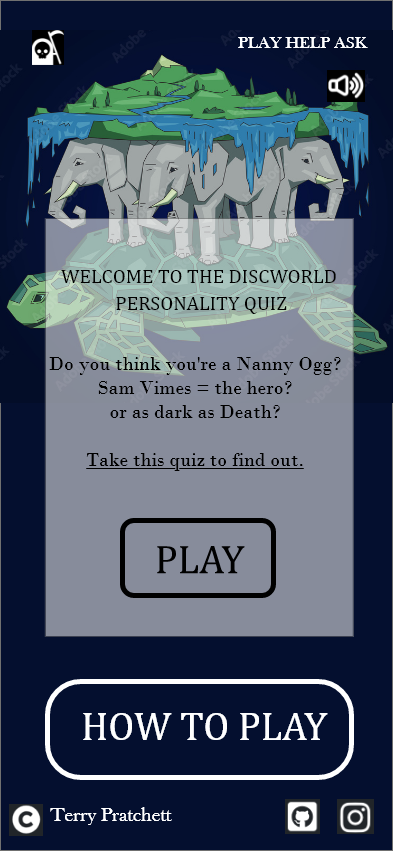 PLAY HELP ASK
WELCOME TO THE DISCWORLD
PERSONALITY QUIZ
Do you think you're a Nanny Ogg?
Sam Vimes = the hero?
or as dark as Death?
Take this quiz to find out.
PLAY
HOW TO PLAY
C Terry Pratchett